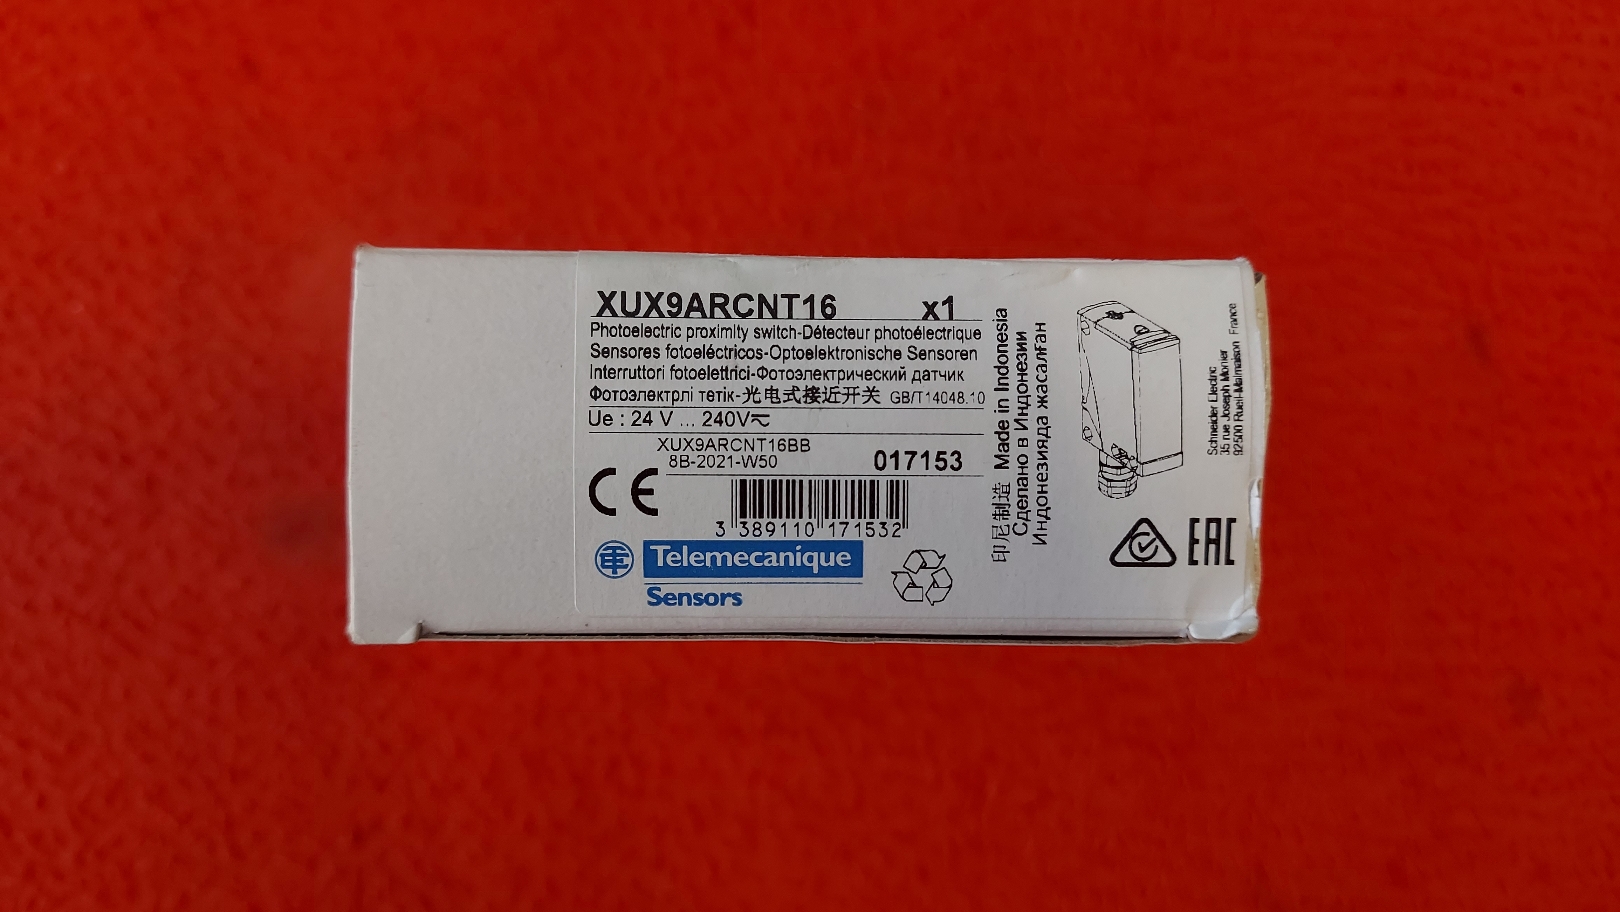 XUX9ARCNT16 x1
Photoelectric proximity switch-Détecteur photoélectrique
Sensores fotoeléctricos-Optoelektronische Sensoren
Interruttori fotoelettrici-Фотоэлектрический датчик
Фотоэлектрлі тетік-光电式接近开关 GB/T14048.10
Ue : 24 V ... 240V
XUX9ARCNT16BB
8B-2021-W50
017153
CE
3 389110 171532
Telemecanique
Sensors
印尼制造 Made in Indonesia
Сделано в Индонезии
Индонезияда жасалған
Schneider Electric
35 rue Joseph Monier
92500 Rueil-Malmaison France
EAC